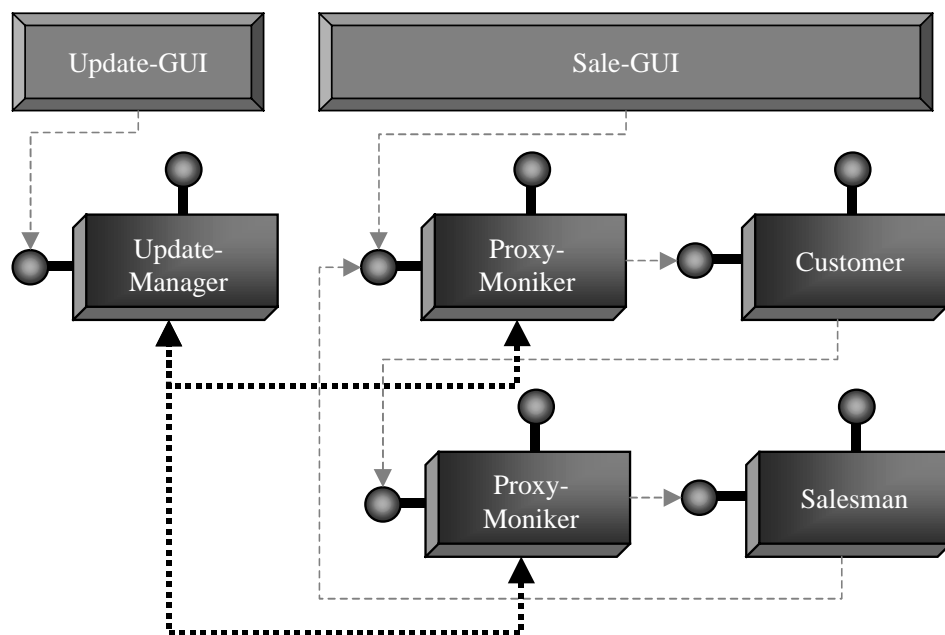 Update-GUI
Sale-GUI
Update-
Manager
Proxy-
Moniker
Customer
Proxy-
Moniker
Salesman